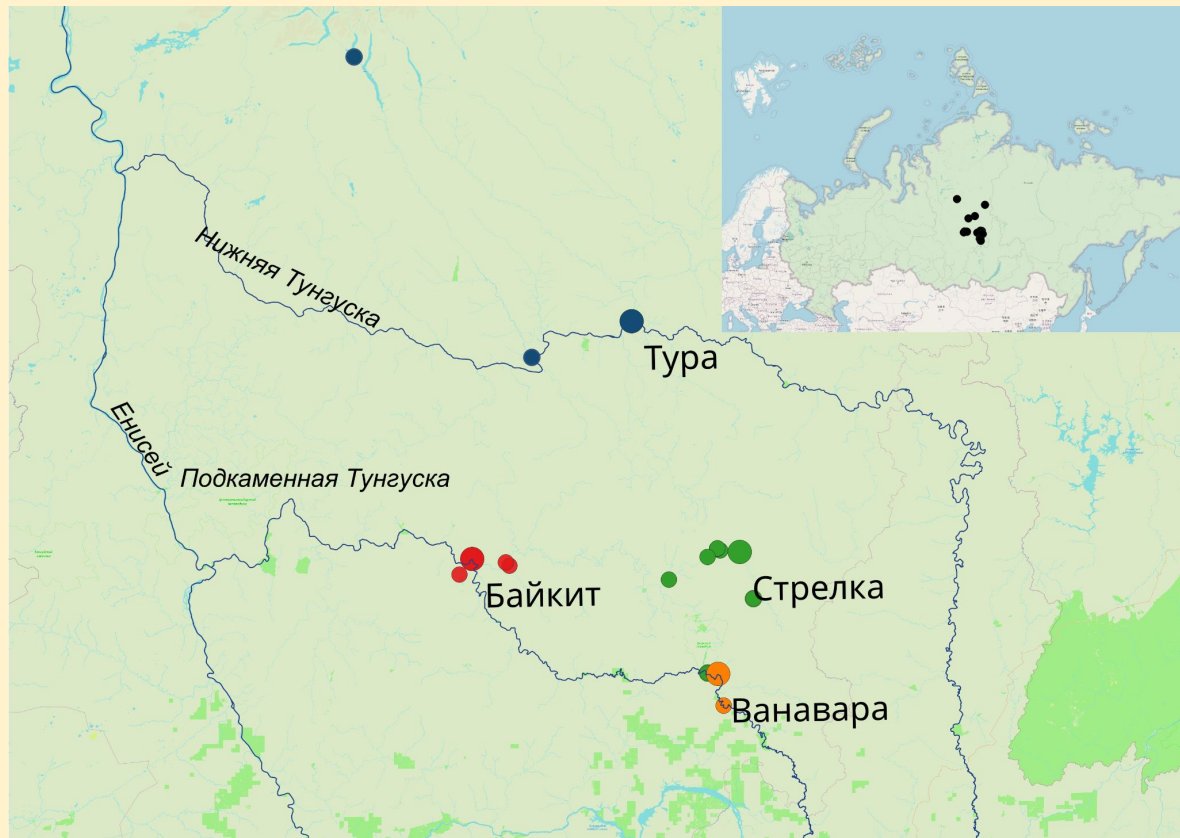 Нижняя Тунгуска
Тура
Енисей
Подкаменная Тунгуска
Байкит
Стрелка
Ванавара